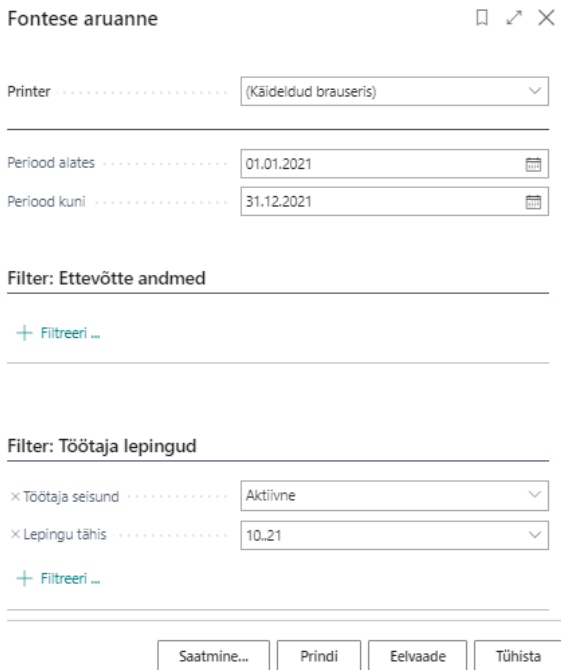 Fontese aruanne
Printer (Käideldud brauseris)
Periood alates 01.01.2021
Periood kuni 31.12.2021
Filter: Ettevõtte andmed
+ Filtreeri ...
Filter: Töötaja lepingud
× Töötaja seisund Aktiivne
× Lepingu tähis 10..21
+ Filtreeri ...
Saatmine... Prindi Eelvaade Tühista